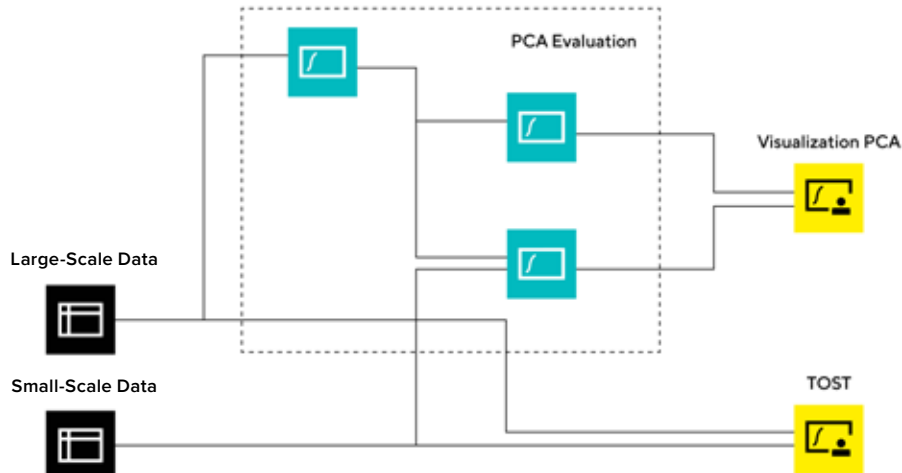 PCA Evaluation
Visualization PCA
Large-Scale Data
Small-Scale Data
TOST